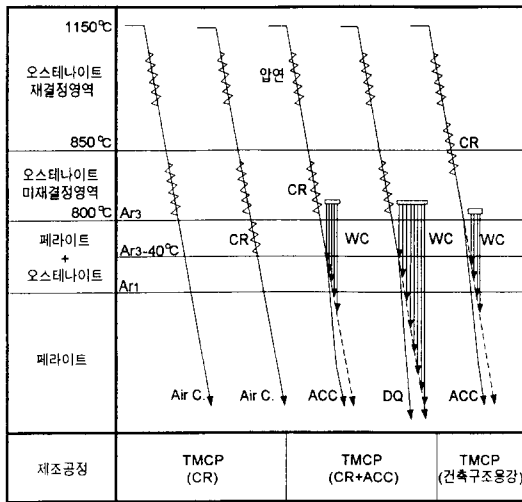 1150℃
오스테나이트
재결정영역
압연
850℃
CR
오스테나이트
미재결정영역
CR
800℃
Ar3
페라이트
+
오스테나이트
CR
WC
WC
WC
Ar3-40℃
Ar1
페라이트
Air C.
Air C.
ACC
DQ
ACC
제조공정
TMCP
(CR)
TMCP
(CR+ACC)
TMCP
(건축구조용강)